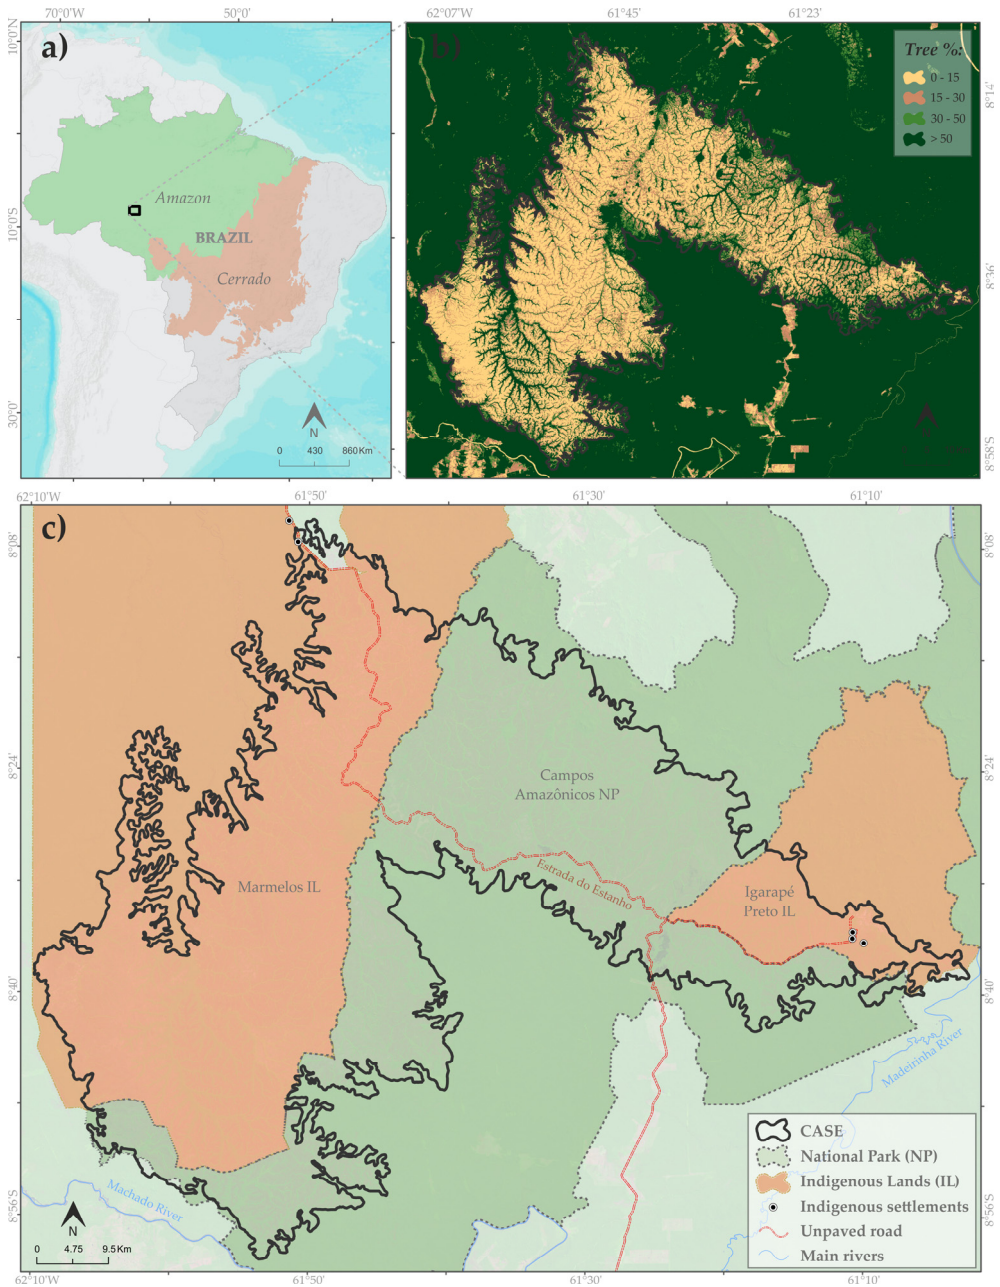 70°0'W
50°0'
62°07'W
61°45'
61°23'
10°0'N
10°0'S
30°0'
a)
Amazon
BRAZIL
Cerrado
N
0 430 860 Km
b)
Tree %:
0 - 15
15 - 30
30 - 50
> 50
8°14'
8°36'
8°58'S
62°10'W
61°50'
61°30'
61°10'
c)
8°08'
8°08'
8°24'
8°24'
Campos
Amazônicos NP
Marmelos IL
Estrada do Estanho
Igarapé
Preto IL
8°40'
8°40'
Madeirinha River
Machado River
8°56'S
8°56'S
N
0 4.75 9.5 Km
CASE
National Park (NP)
Indigenous Lands (IL)
Indigenous settlements
Unpaved road
Main rivers
62°10'W
61°50'
61°30'
61°10'